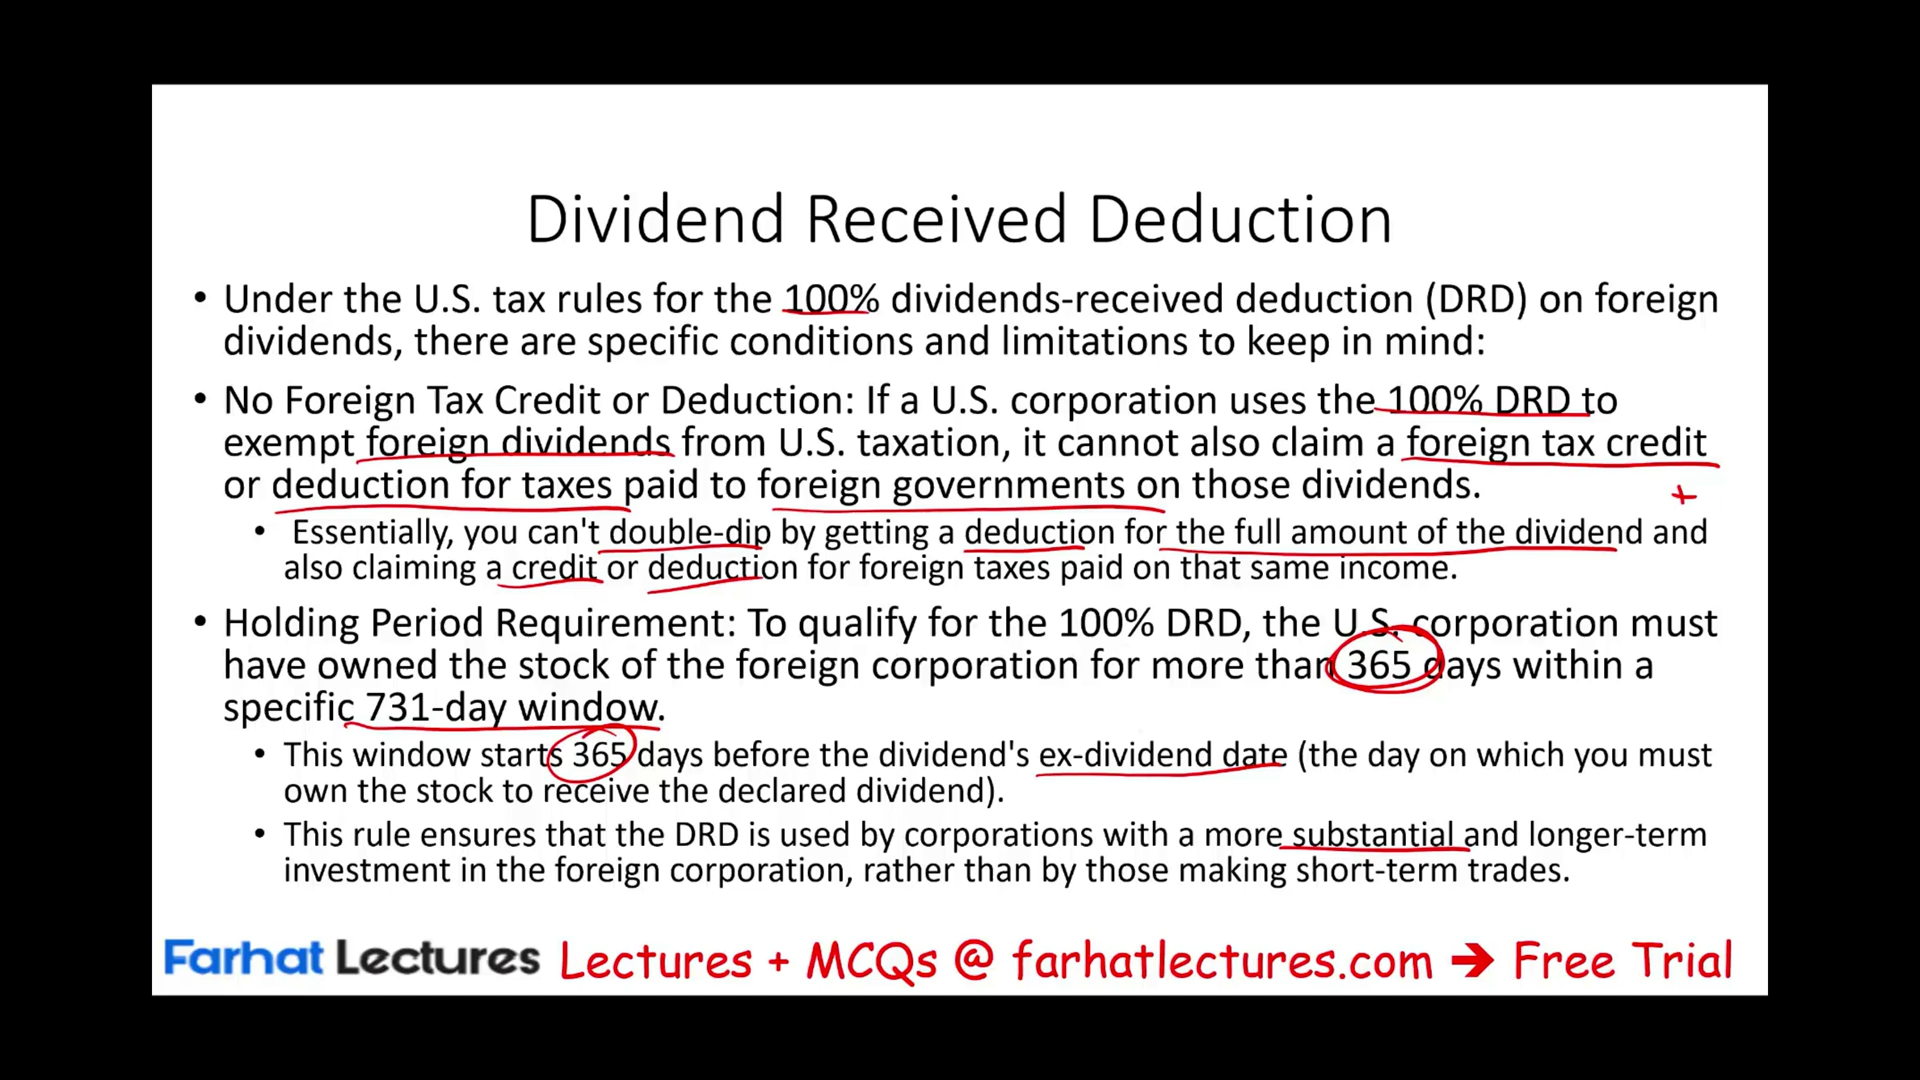 Dividend Received Deduction
• Under the U.S. tax rules for the 100% dividends-received deduction (DRD) on foreign
dividends, there are specific conditions and limitations to keep in mind:
• No Foreign Tax Credit or Deduction: If a U.S. corporation uses the 100% DRD to
exempt foreign dividends from U.S. taxation, it cannot also claim a foreign tax credit
or deduction for taxes paid to foreign governments on those dividends.
+
• Essentially, you can't double-dip by getting a deduction for the full amount of the dividend and
also claiming a credit or deduction for foreign taxes paid on that same income.
• Holding Period Requirement: To qualify for the 100% DRD, the U.S. corporation must
have owned the stock of the foreign corporation for more than 365 days within a
specific 731-day window.
• This window starts 365 days before the dividend's ex-dividend date (the day on which you must
own the stock to receive the declared dividend).
• This rule ensures that the DRD is used by corporations with a more substantial and longer-term
investment in the foreign corporation, rather than by those making short-term trades.
Farhat Lectures Lectures + MCQs @ farhatlectures.com ➔ Free Trial